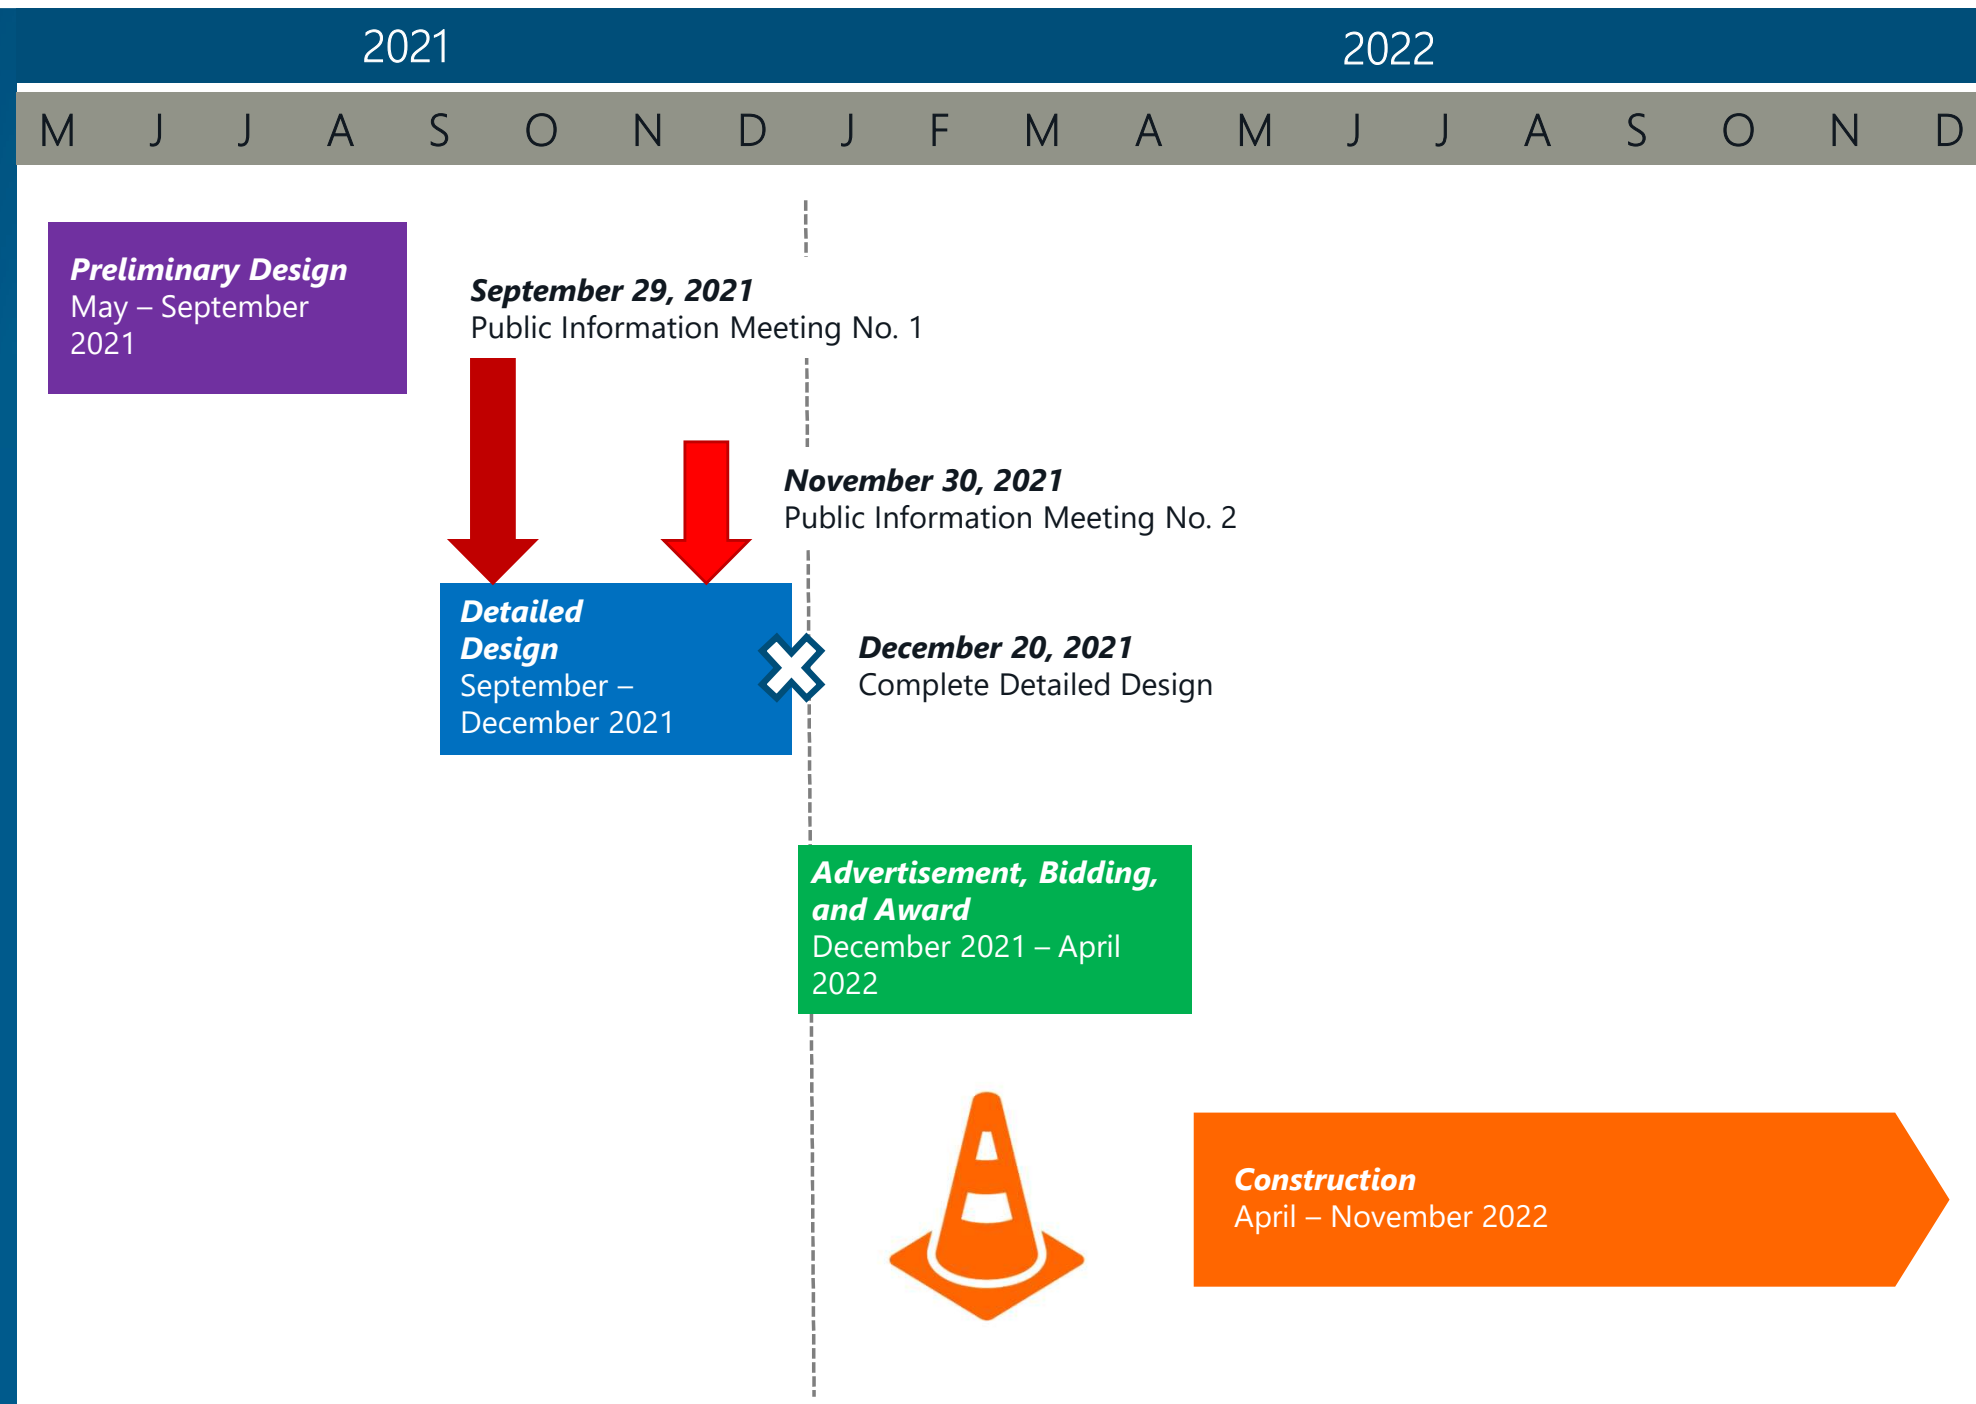 2021 2022
M J J A S O N D J F M A M J J A S O N D
Preliminary Design
May – September
2021
September 29, 2021
Public Information Meeting No. 1
November 30, 2021
Public Information Meeting No. 2
Detailed
Design
September –
December 2021
December 20, 2021
Complete Detailed Design
Advertisement, Bidding,
and Award
December 2021 – April
2022
Construction
April – November 2022